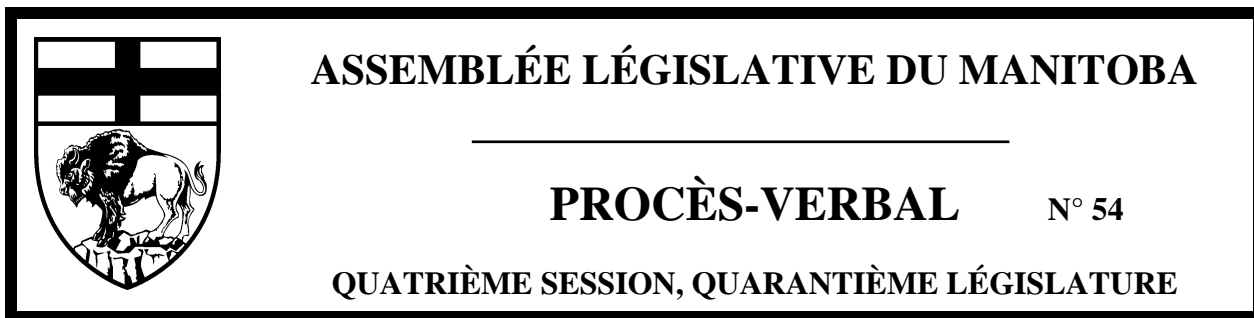 ASSEMBLÉE LÉGISLATIVE DU MANITOBA
PROCÈS-VERBAL N° 54
QUATRIÈME SESSION, QUARANTIÈME LÉGISLATURE